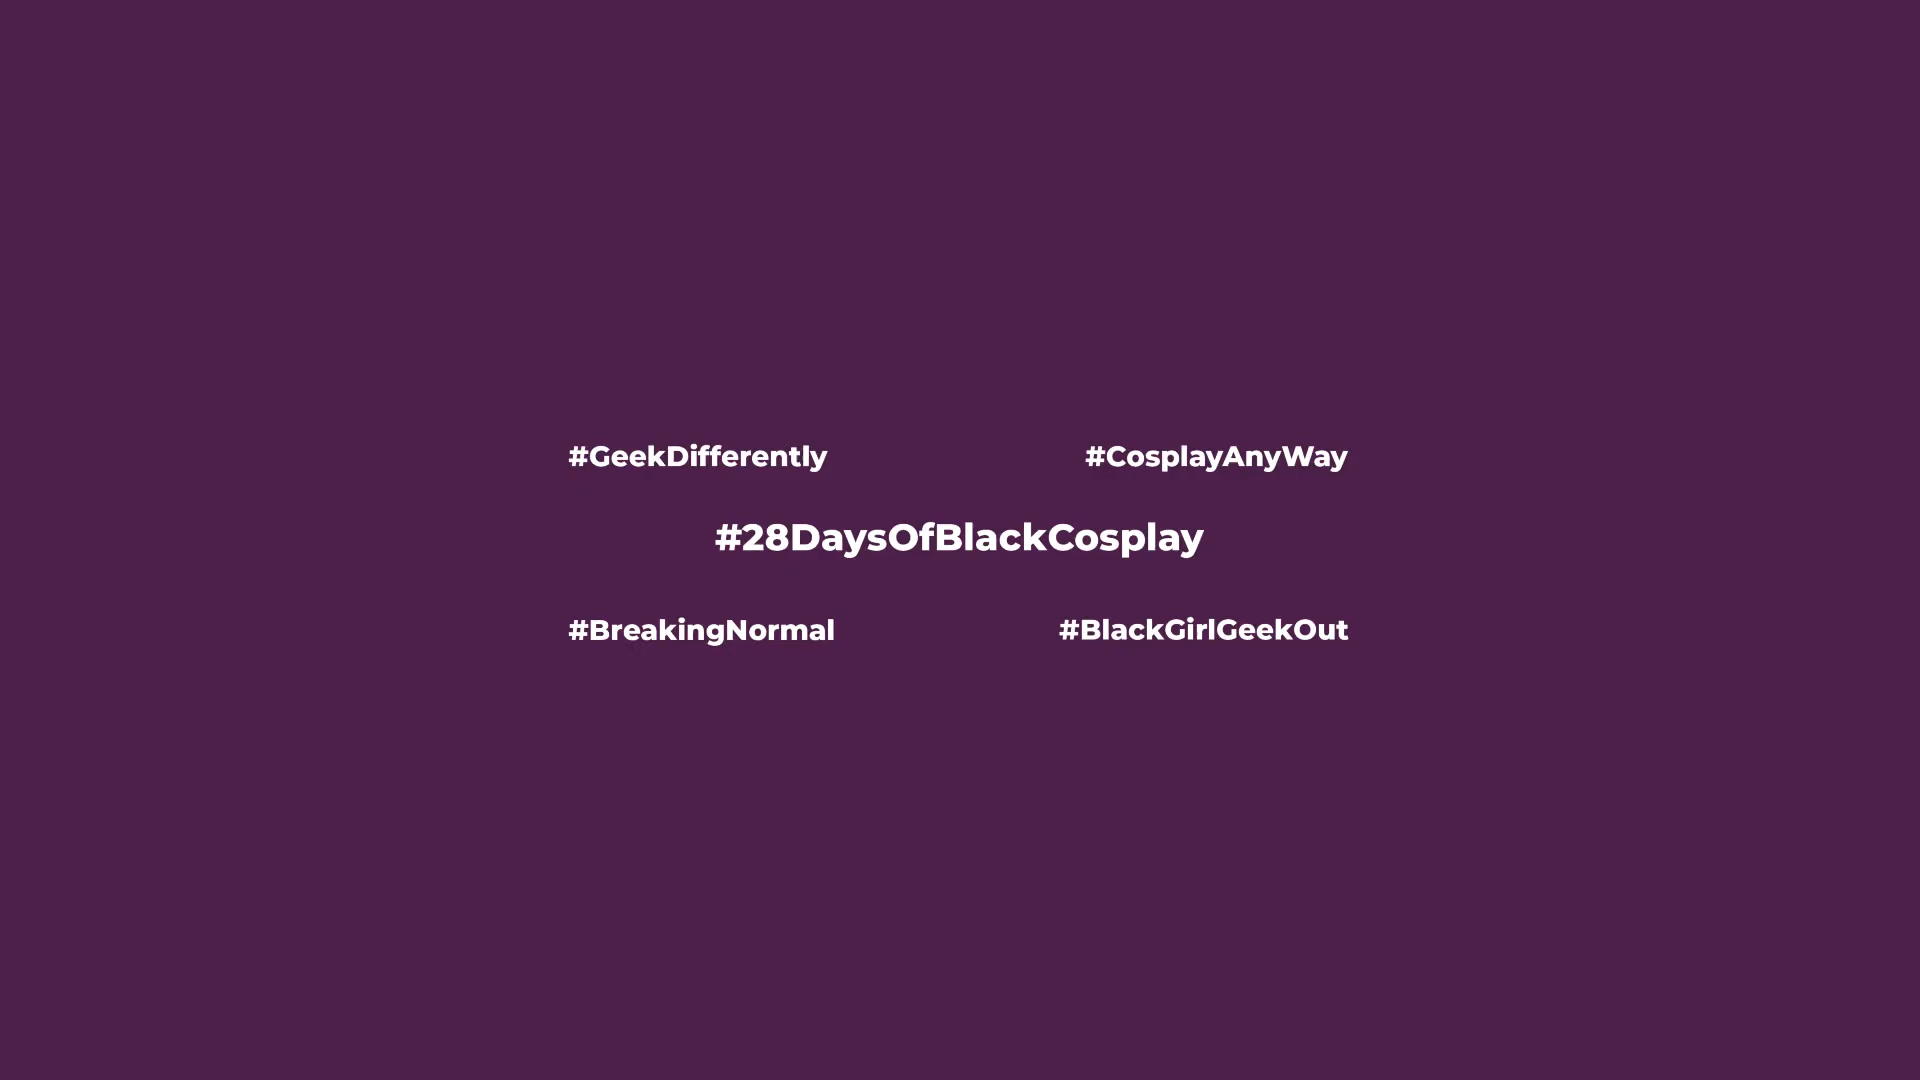 #GeekDifferently #CosplayAnyWay
#28DaysOfBlackCosplay
#BreakingNormal #BlackGirlGeekOut